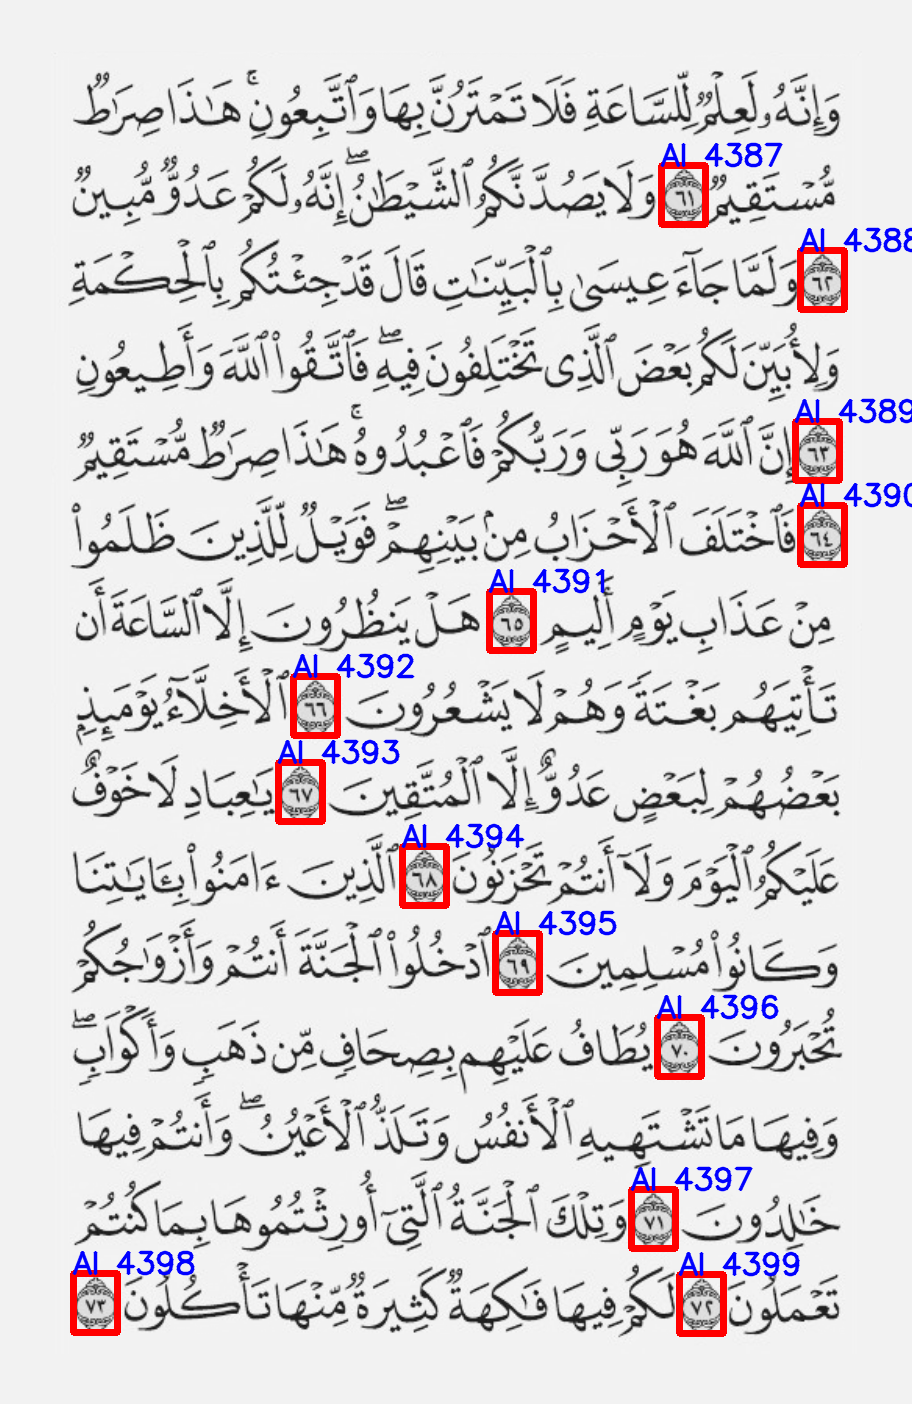 وَإِنَّهُۥ لَعِلْمٌ لِّلسَّاعَةِ فَلَا تَمْتَرُنَّ بِهَا وَٱتَّبِعُونِ ۚ هَـٰذَا صِرَٰطٌ
AI 4387
مُّسْتَقِيمٌ ٦١ وَلَا يَصُدَّنَّكُمُ ٱلشَّيْطَـٰنُ ۖ إِنَّهُۥ لَكُمْ عَدُوٌّ مُّبِينٌ
AI 4388
٦٢ وَلَمَّا جَآءَ عِيسَىٰ بِٱلْبَيِّنَـٰتِ قَالَ قَدْ جِئْتُكُم بِٱلْحِكْمَةِ
وَلِأُبَيِّنَ لَكُم بَعْضَ ٱلَّذِى تَخْتَلِفُونَ فِيهِ ۖ فَٱتَّقُوا۟ ٱللَّهَ وَأَطِيعُونِ
AI 4389
٦٣ إِنَّ ٱللَّهَ هُوَ رَبِّى وَرَبُّكُمْ فَٱعْبُدُوهُ ۚ هَـٰذَا صِرَٰطٌ مُّسْتَقِيمٌ
AI 4390
٦٤ فَٱخْتَلَفَ ٱلْأَحْزَابُ مِنۢ بَيْنِهِمْ ۖ فَوَيْلٌ لِّلَّذِينَ ظَلَمُوا۟
AI 4391
مِنْ عَذَابِ يَوْمٍ أَلِيمٍ ٦٥ هَلْ يَنظُرُونَ إِلَّا ٱلسَّاعَةَ أَن
AI 4392
تَأْتِيَهُم بَغْتَةً وَهُمْ لَا يَشْعُرُونَ ٦٦ ٱلْأَخِلَّآءُ يَوْمَئِذٍۭ
AI 4393
بَعْضُهُمْ لِبَعْضٍ عَدُوٌّ إِلَّا ٱلْمُتَّقِينَ ٦٧ يَـٰعِبَادِ لَا خَوْفٌ
AI 4394
عَلَيْكُمُ ٱلْيَوْمَ وَلَآ أَنتُمْ تَحْزَنُونَ ٦٨ ٱلَّذِينَ ءَامَنُوا۟ بِـَٔايَـٰتِنَا
AI 4395
وَكَانُوا۟ مُسْلِمِينَ ٦٩ ٱدْخُلُوا۟ ٱلْجَنَّةَ أَنتُمْ وَأَزْوَٰجُكُمْ
AI 4396
تُحْبَرُونَ ٧٠ يُطَافُ عَلَيْهِم بِصِحَافٍ مِّن ذَهَبٍ وَأَكْوَابٍ ۖ
وَفِيهَا مَا تَشْتَهِيهِ ٱلْأَنفُسُ وَتَلَذُّ ٱلْأَعْيُنُ ۖ وَأَنتُمْ فِيهَا
AI 4397
خَـٰلِدُونَ ٧١ وَتِلْكَ ٱلْجَنَّةُ ٱلَّتِىٓ أُورِثْتُمُوهَا بِمَا كُنتُمْ
AI 4399 AI 4398
تَعْمَلُونَ ٧٢ لَكُمْ فِيهَا فَـٰكِهَةٌ كَثِيرَةٌ مِّنْهَا تَأْكُلُونَ ٧٣